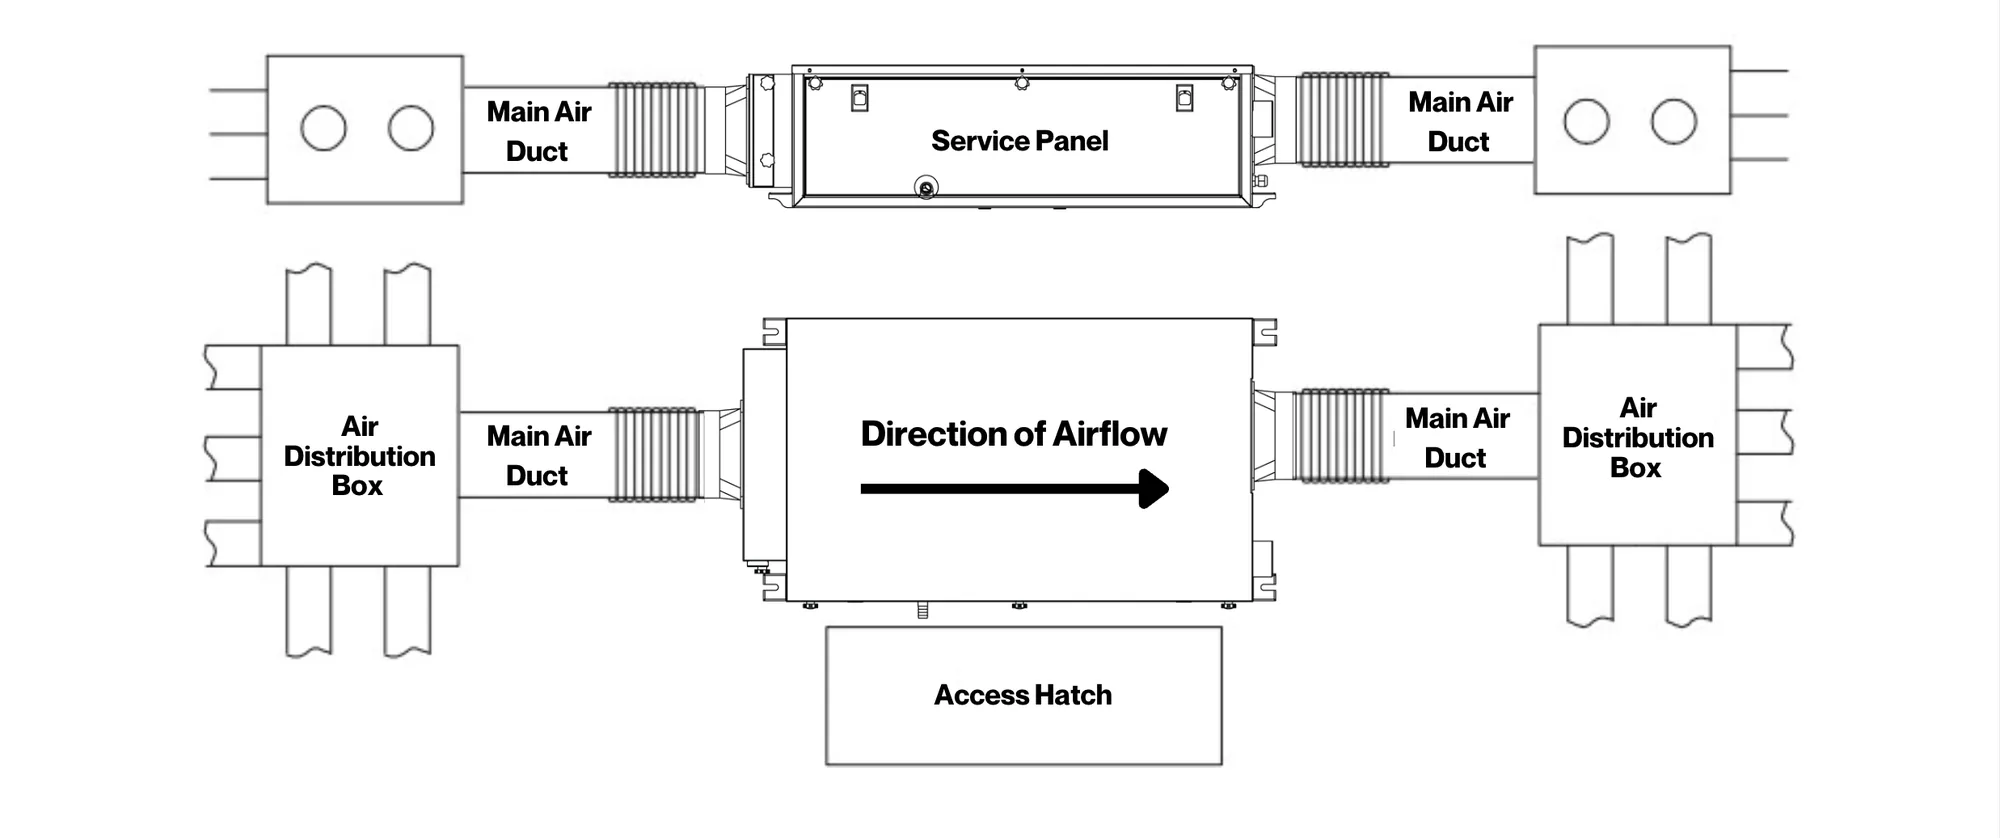 Main Air
Duct
Service Panel
Main Air
Duct
Air
Distribution
Box
Main Air
Duct
Direction of Airflow
Main Air
Duct
Air
Distribution
Box
Access Hatch